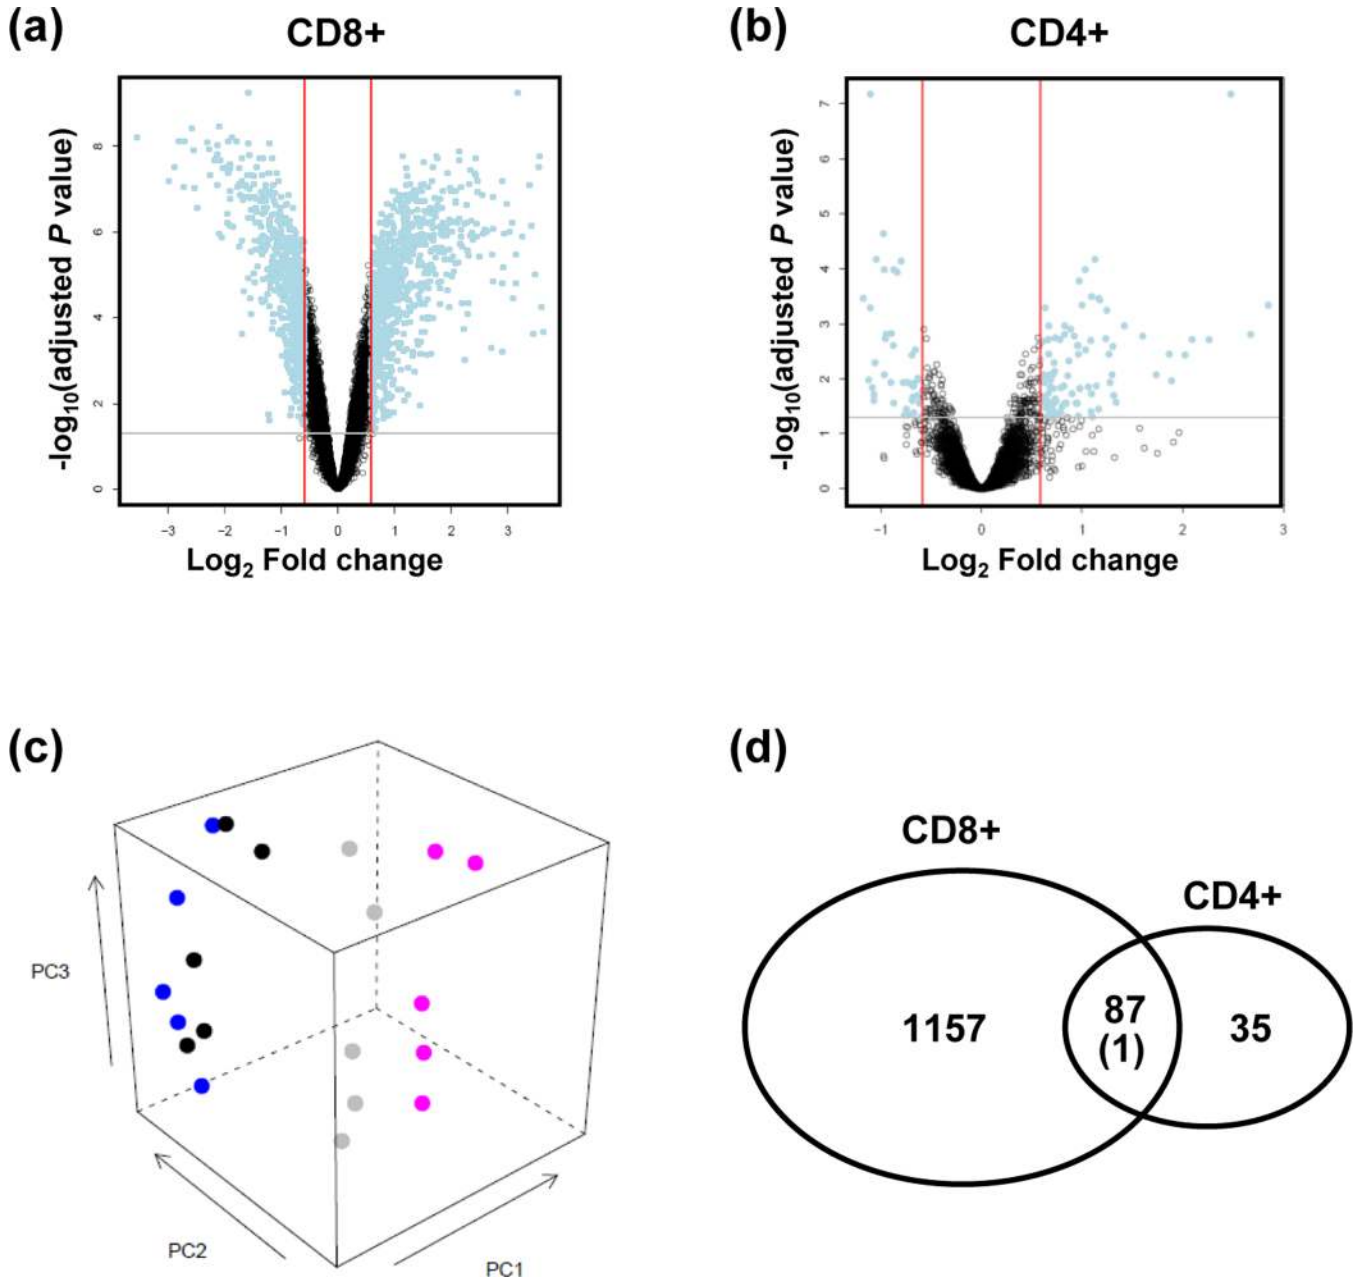 (a)
CD8+
-log10(adjusted P value)
8
6
4
2
0
−3 −2 −1 0 1 2 3
Log2 Fold change
(b)
CD4+
-log10(adjusted P value)
7
6
5
4
3
2
1
0
−1 0 1 2 3
Log2 Fold change
(c)
PC3
PC2
PC1
(d)
CD8+
CD4+
1157
87
(1)
35